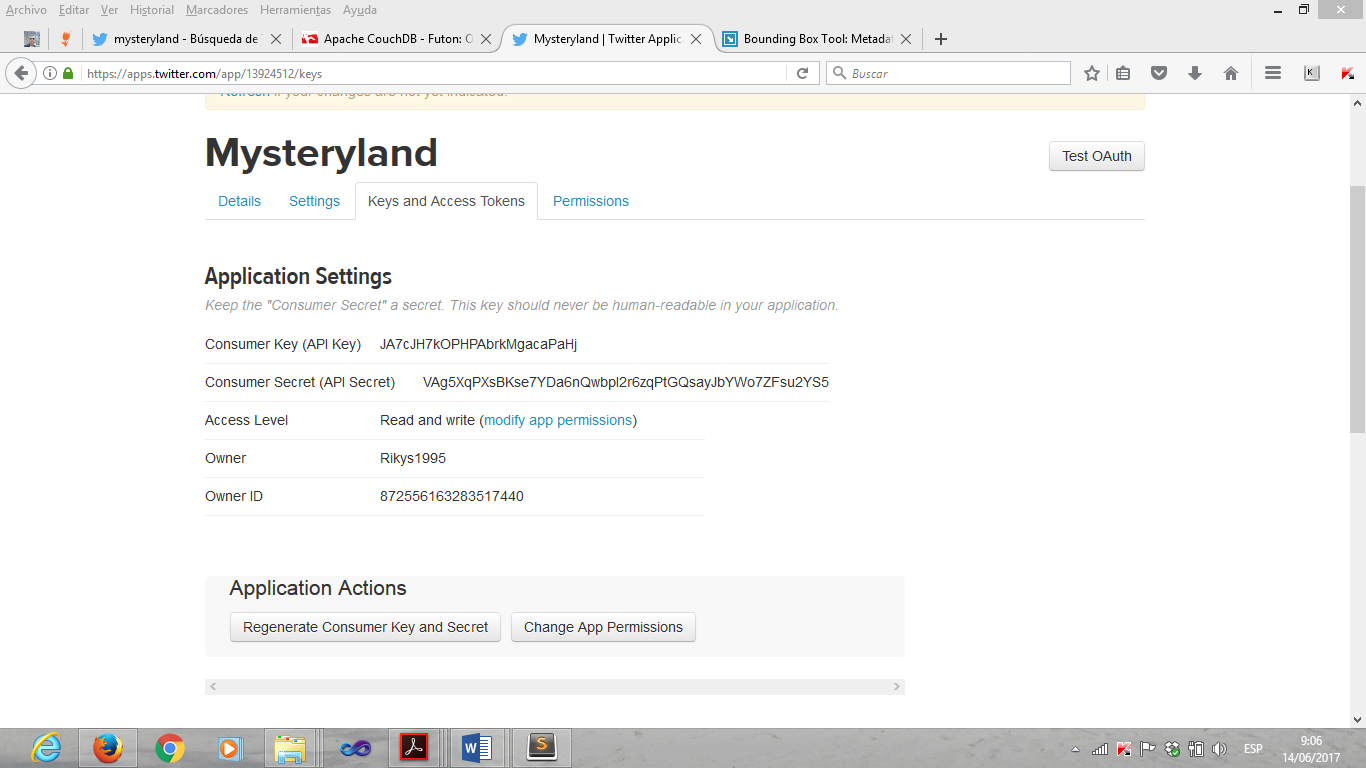 Archivo Editar Ver Historial Marcadores Herramientas Ayuda
mysteryland - Búsqueda de
Apache CouchDB - Futon: O
Mysteryland | Twitter Applic
Bounding Box Tool: Metadat
https://apps.twitter.com/app/13924512/keys
Buscar
Refresh if your changes are not yet indicated.
Mysteryland
Test OAuth
Details Settings Keys and Access Tokens Permissions
Application Settings
Keep the "Consumer Secret" a secret. This key should never be human-readable in your application.
Consumer Key (API Key) JA7cJH7kOPHPAbrkMgacaPaHj
Consumer Secret (API Secret) VAg5XqPXsBKse7YDa6nQwbpl2r6zqPtGQsayJbYWo7ZFsu2YS5
Access Level Read and write (modify app permissions)
Owner Rikys1995
Owner ID 872556163283517440
Application Actions
Regenerate Consumer Key and Secret Change App Permissions
ESP
9:06
14/06/2017